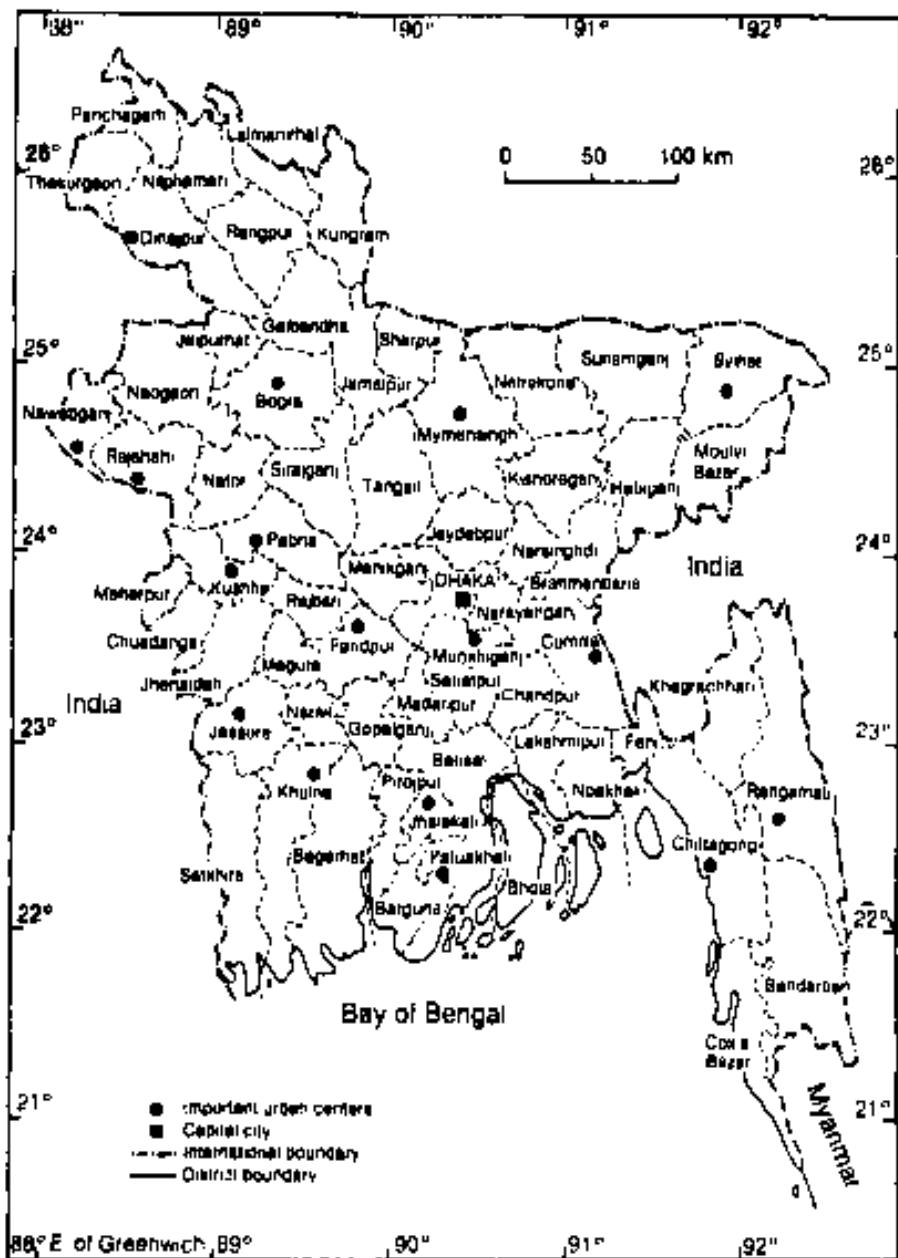 88° 89° 90° 91° 92°
Panchagarh
Lalmanirhat
26° 0 50 100 km 26°
Thakurgaon Nilphamari
Dinajpur Rangpur Kurigram
Gaibandha
Jaipurhat Sherpur
25° Sunamganj Sylhet 25°
Naogaon Bogra Jamalpur Netrokona
Nawabganj Mymensingh
Rajshahi Natore Sirajganj Tangail Kishoreganj Habiganj Moulvi
Bazar
24° Pabna Jaydebpur 24°
Manikganj Narsinghdi
Meherpur Kushtia DHAKA Brahmanbaria India
Rajbari Narayanganj
Chuadanga Faridpur Comilla
Magura Munshiganj
Jhenaidah Chandpur Khagrachhari
India Madaripur
23° Jessore Narail Gopalganj 23°
Lakshmipur Feni
Barisal
Khulna Pirojpur Noakhali Rangamati
Jhalakati
Satkhira Bagerhat Patuakhali Chittagong
Bhola
22° Barguna 22°
Bandarban
Bay of Bengal
Cox's
Bazar
21° Important urban centers 21°
Capital city Myanmar
International boundary
District boundary
88° E of Greenwich 89° 90° 91° 92°